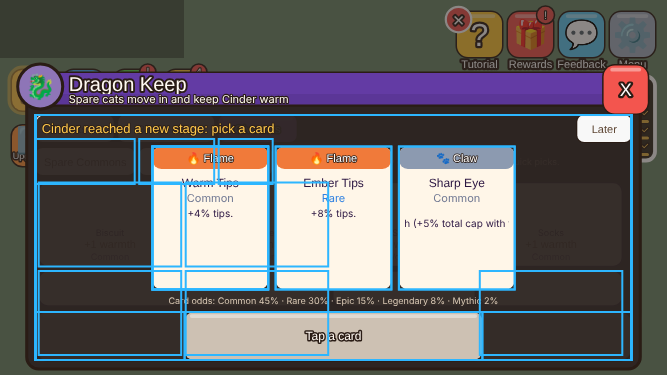 Tutorial
Rewards
Feedback
Menu
Dragon Keep
Spare cats move in and keep Cinder warm
X
Cinder reached a new stage: pick a card
Later
Flame
Flame
Claw
Warm Tips
Ember Tips
Sharp Eye
Common
Rare
Common
+4% tips.
+8% tips.
h (+5% total cap with
Card odds: Common 45% · Rare 30% · Epic 15% · Legendary 8% · Mythic 2%
Tap a card